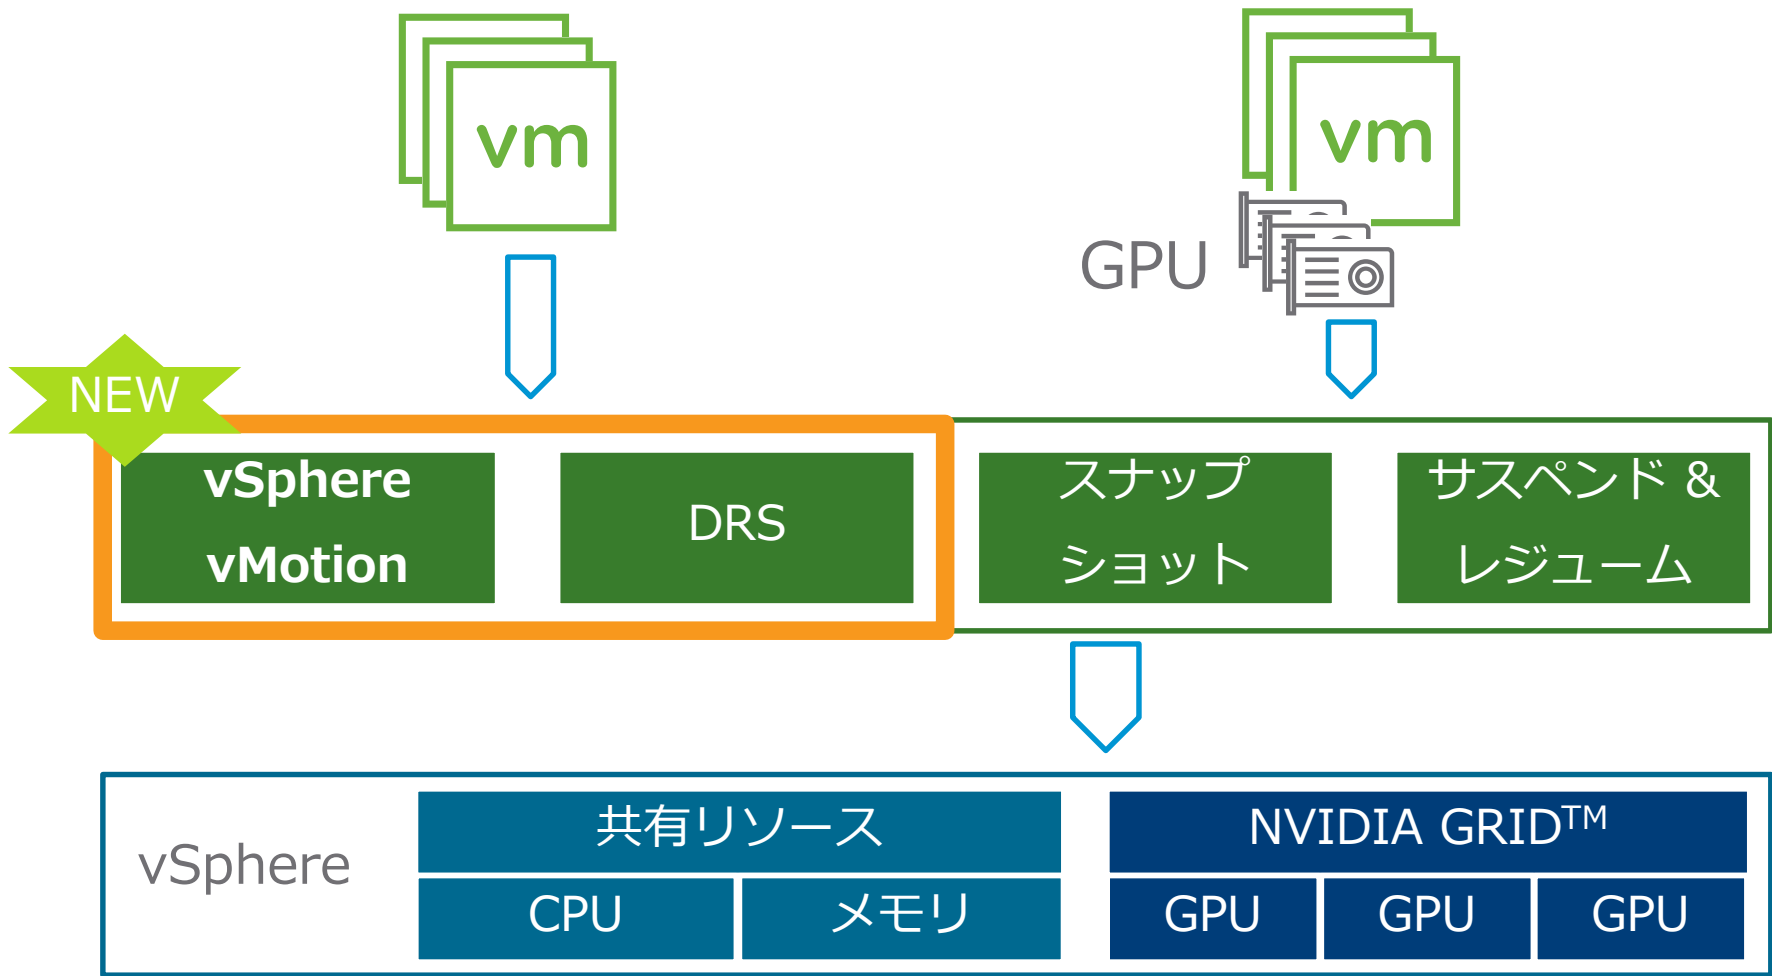 vm
vm
GPU
NEW
vSphere
vMotion
DRS
スナップ
ショット
サスペンド &
レジューム
vSphere
共有リソース
CPU
メモリ
NVIDIA GRID™
GPU
GPU
GPU